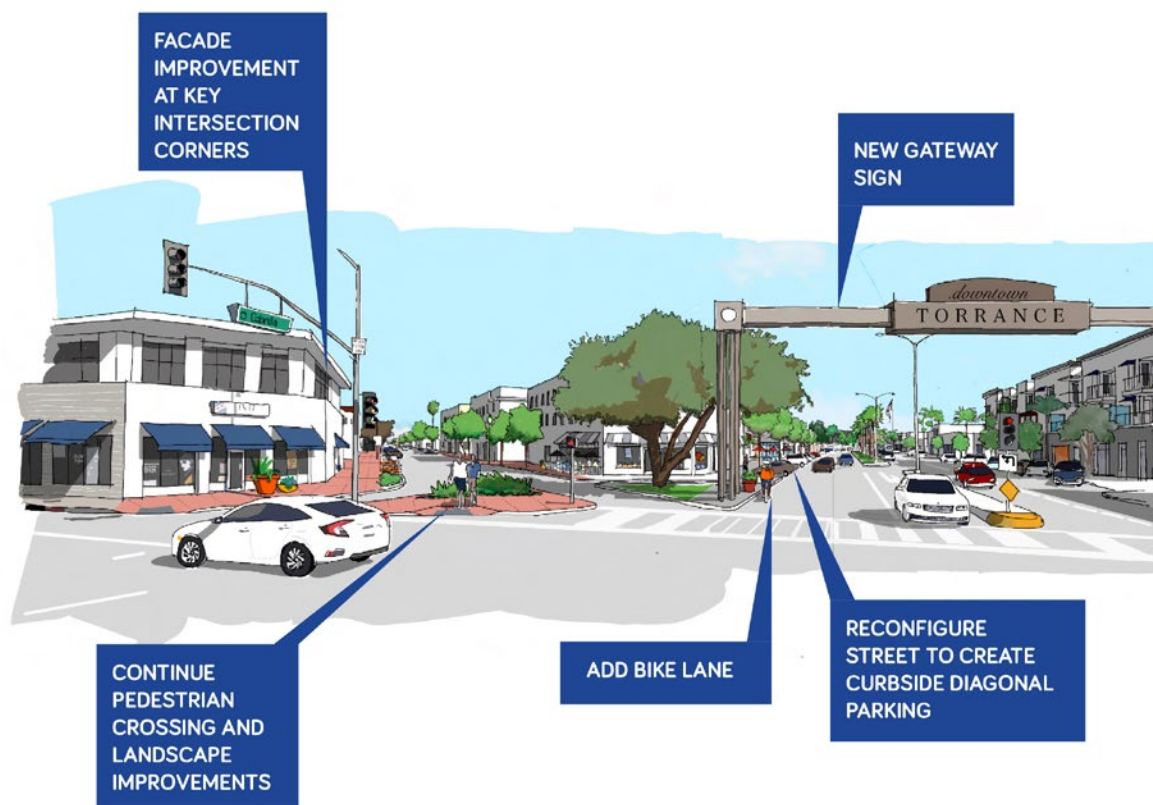 FACADE
IMPROVEMENT
AT KEY
INTERSECTION
CORNERS
NEW GATEWAY
SIGN
downtown
TORRANCE
CONTINUE
PEDESTRIAN
CROSSING AND
LANDSCAPE
IMPROVEMENTS
ADD BIKE LANE
RECONFIGURE
STREET TO CREATE
CURBSIDE DIAGONAL
PARKING